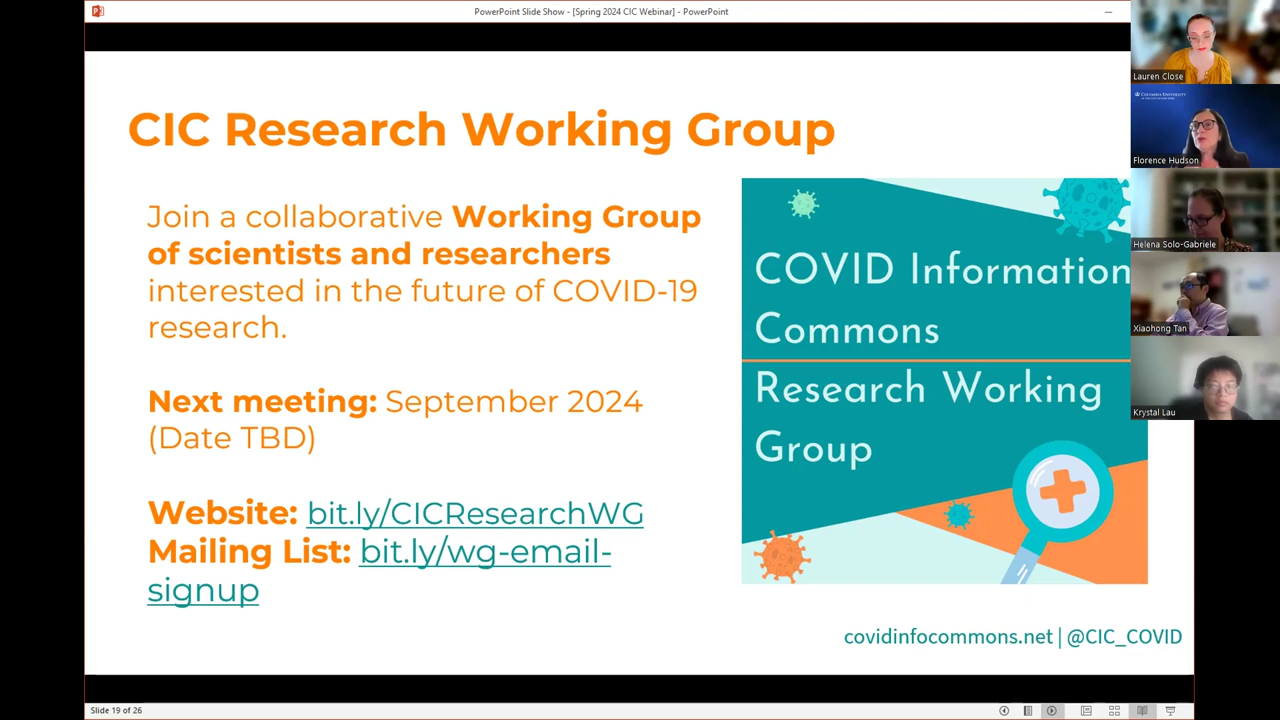 PowerPoint Slide Show - [Spring 2024 CIC Webinar] - PowerPoint
CIC Research Working Group
Join a collaborative Working Group
of scientists and researchers
interested in the future of COVID-19
research.
Next meeting: September 2024
(Date TBD)
Website: bit.ly/CICResearchWG
Mailing List: bit.ly/wg-email-
signup
COVID Information
Commons
Research Working
Group
covidinfocommons.net | @CIC_COVID
Slide 19 of 26
Lauren Close
COLUMBIA UNIVERSITY
Florence Hudson
Helena Solo-Gabriele
Xiaohong Tan
Krystal Lau